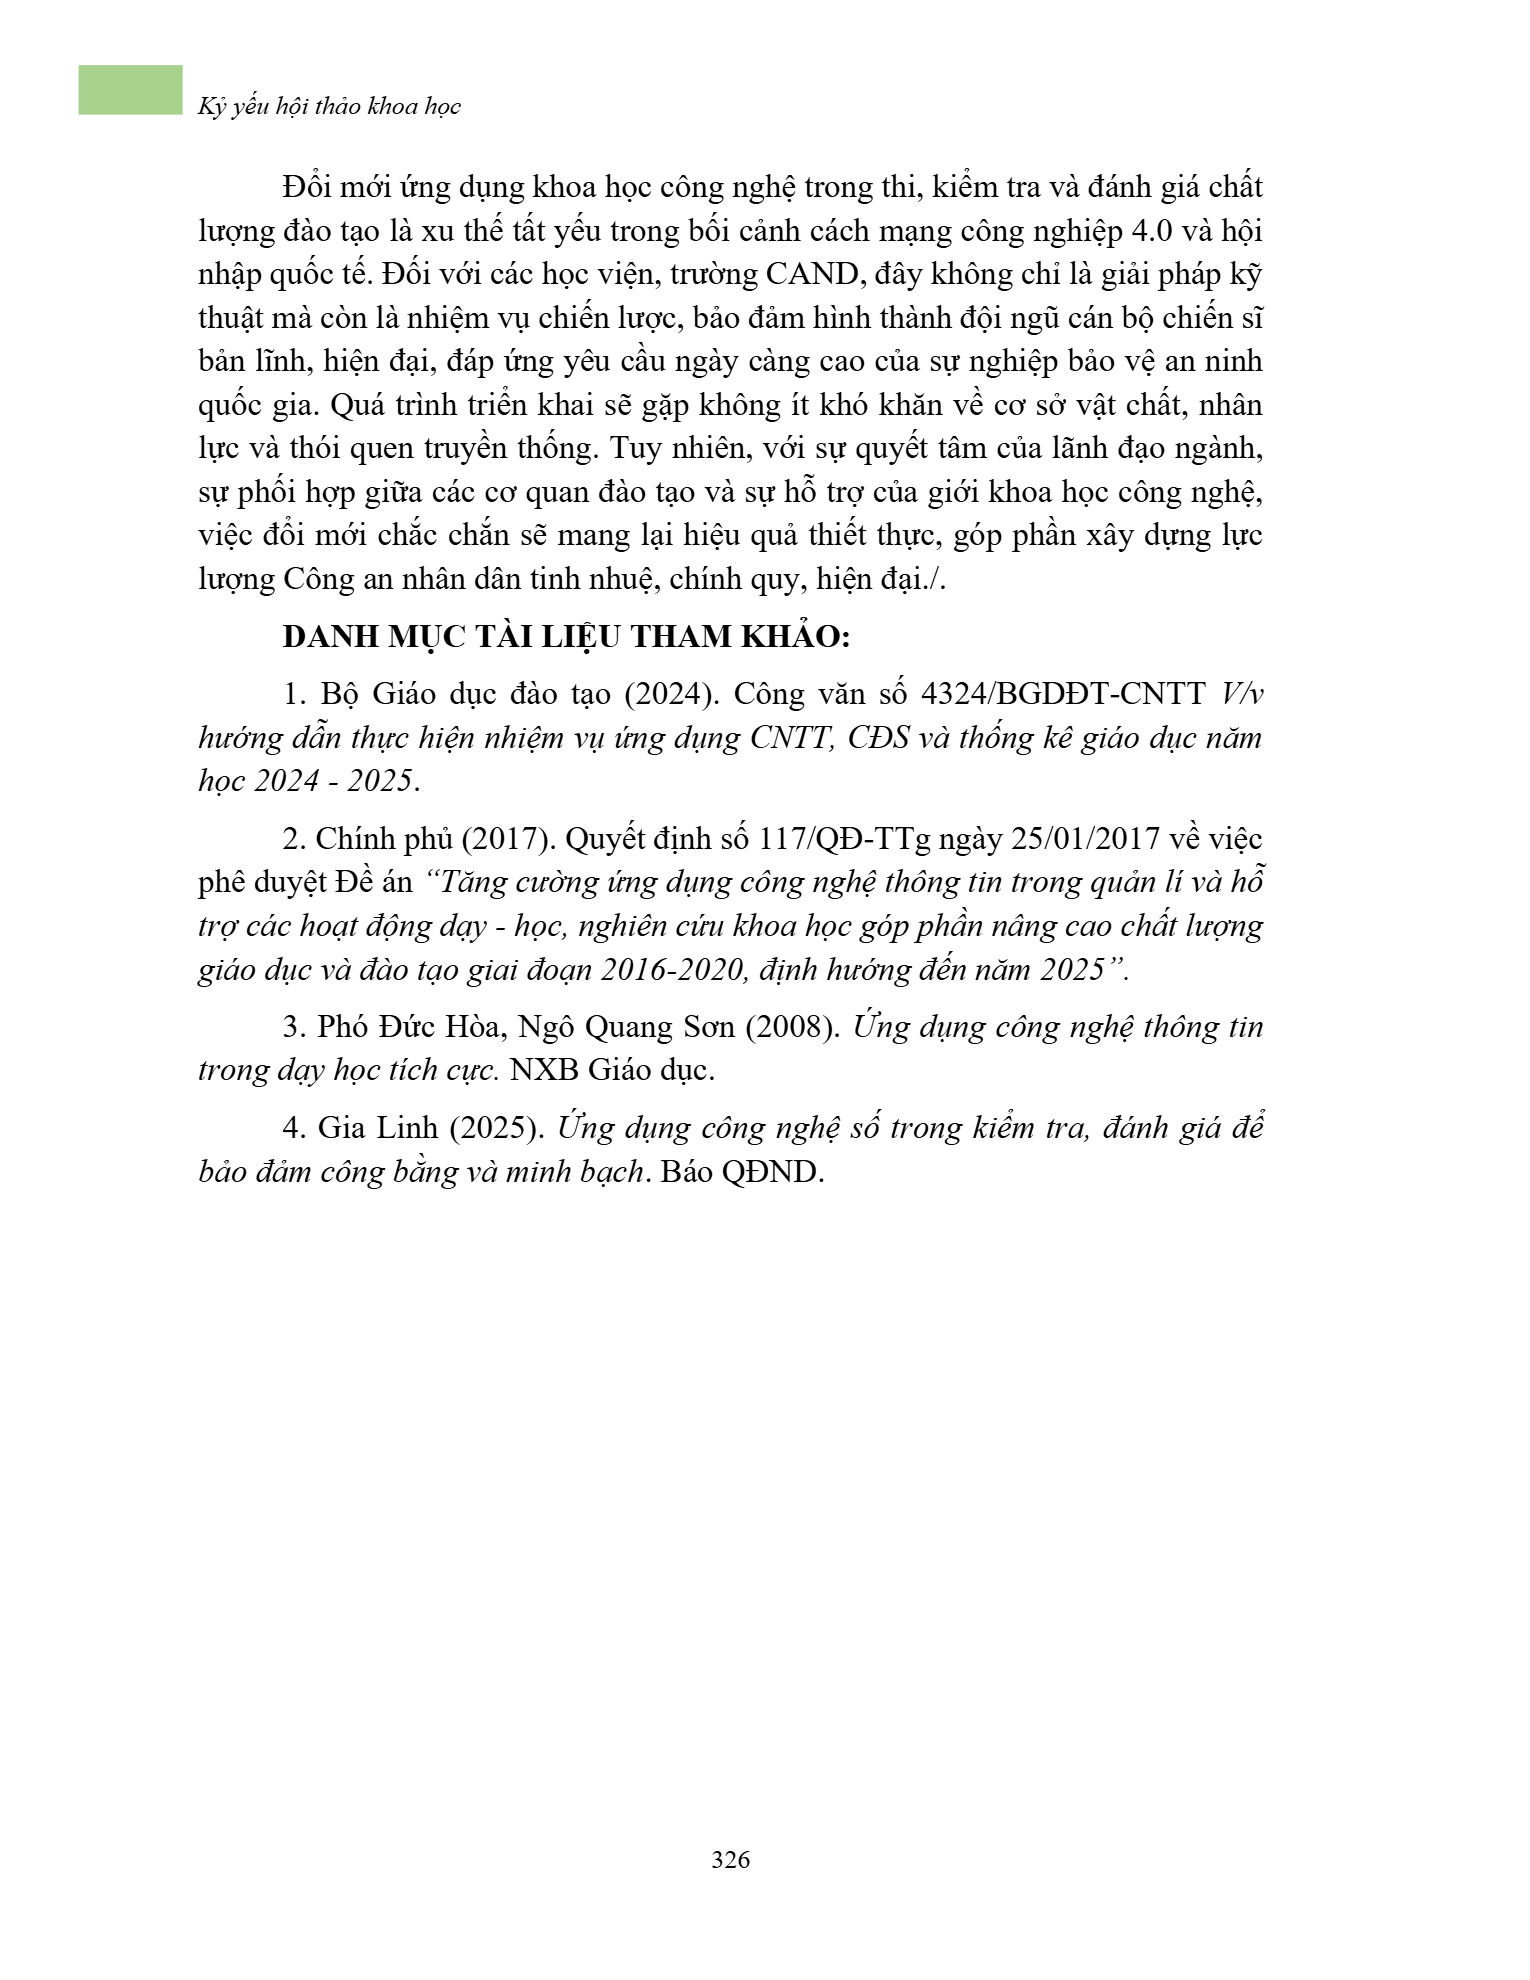 Kỷ yếu hội thảo khoa học
Đổi mới ứng dụng khoa học công nghệ trong thi, kiểm tra và đánh giá chất
lượng đào tạo là xu thế tất yếu trong bối cảnh cách mạng công nghiệp 4.0 và hội
nhập quốc tế. Đối với các học viện, trường CAND, đây không chỉ là giải pháp kỹ
thuật mà còn là nhiệm vụ chiến lược, bảo đảm hình thành đội ngũ cán bộ chiến sĩ
bản lĩnh, hiện đại, đáp ứng yêu cầu ngày càng cao của sự nghiệp bảo vệ an ninh
quốc gia. Quá trình triển khai sẽ gặp không ít khó khăn về cơ sở vật chất, nhân
lực và thói quen truyền thống. Tuy nhiên, với sự quyết tâm của lãnh đạo ngành,
sự phối hợp giữa các cơ quan đào tạo và sự hỗ trợ của giới khoa học công nghệ,
việc đổi mới chắc chắn sẽ mang lại hiệu quả thiết thực, góp phần xây dựng lực
lượng Công an nhân dân tinh nhuệ, chính quy, hiện đại./.
DANH MỤC TÀI LIỆU THAM KHẢO:
1. Bộ Giáo dục đào tạo (2024). Công văn số 4324/BGDĐT-CNTT V/v
hướng dẫn thực hiện nhiệm vụ ứng dụng CNTT, CĐS và thống kê giáo dục năm
học 2024 - 2025.
2. Chính phủ (2017). Quyết định số 117/QĐ-TTg ngày 25/01/2017 về việc
phê duyệt Đề án “Tăng cường ứng dụng công nghệ thông tin trong quản lí và hỗ
trợ các hoạt động dạy - học, nghiên cứu khoa học góp phần nâng cao chất lượng
giáo dục và đào tạo giai đoạn 2016-2020, định hướng đến năm 2025”.
3. Phó Đức Hòa, Ngô Quang Sơn (2008). Ứng dụng công nghệ thông tin
trong dạy học tích cực. NXB Giáo dục.
4. Gia Linh (2025). Ứng dụng công nghệ số trong kiểm tra, đánh giá để
bảo đảm công bằng và minh bạch. Báo QĐND.
326